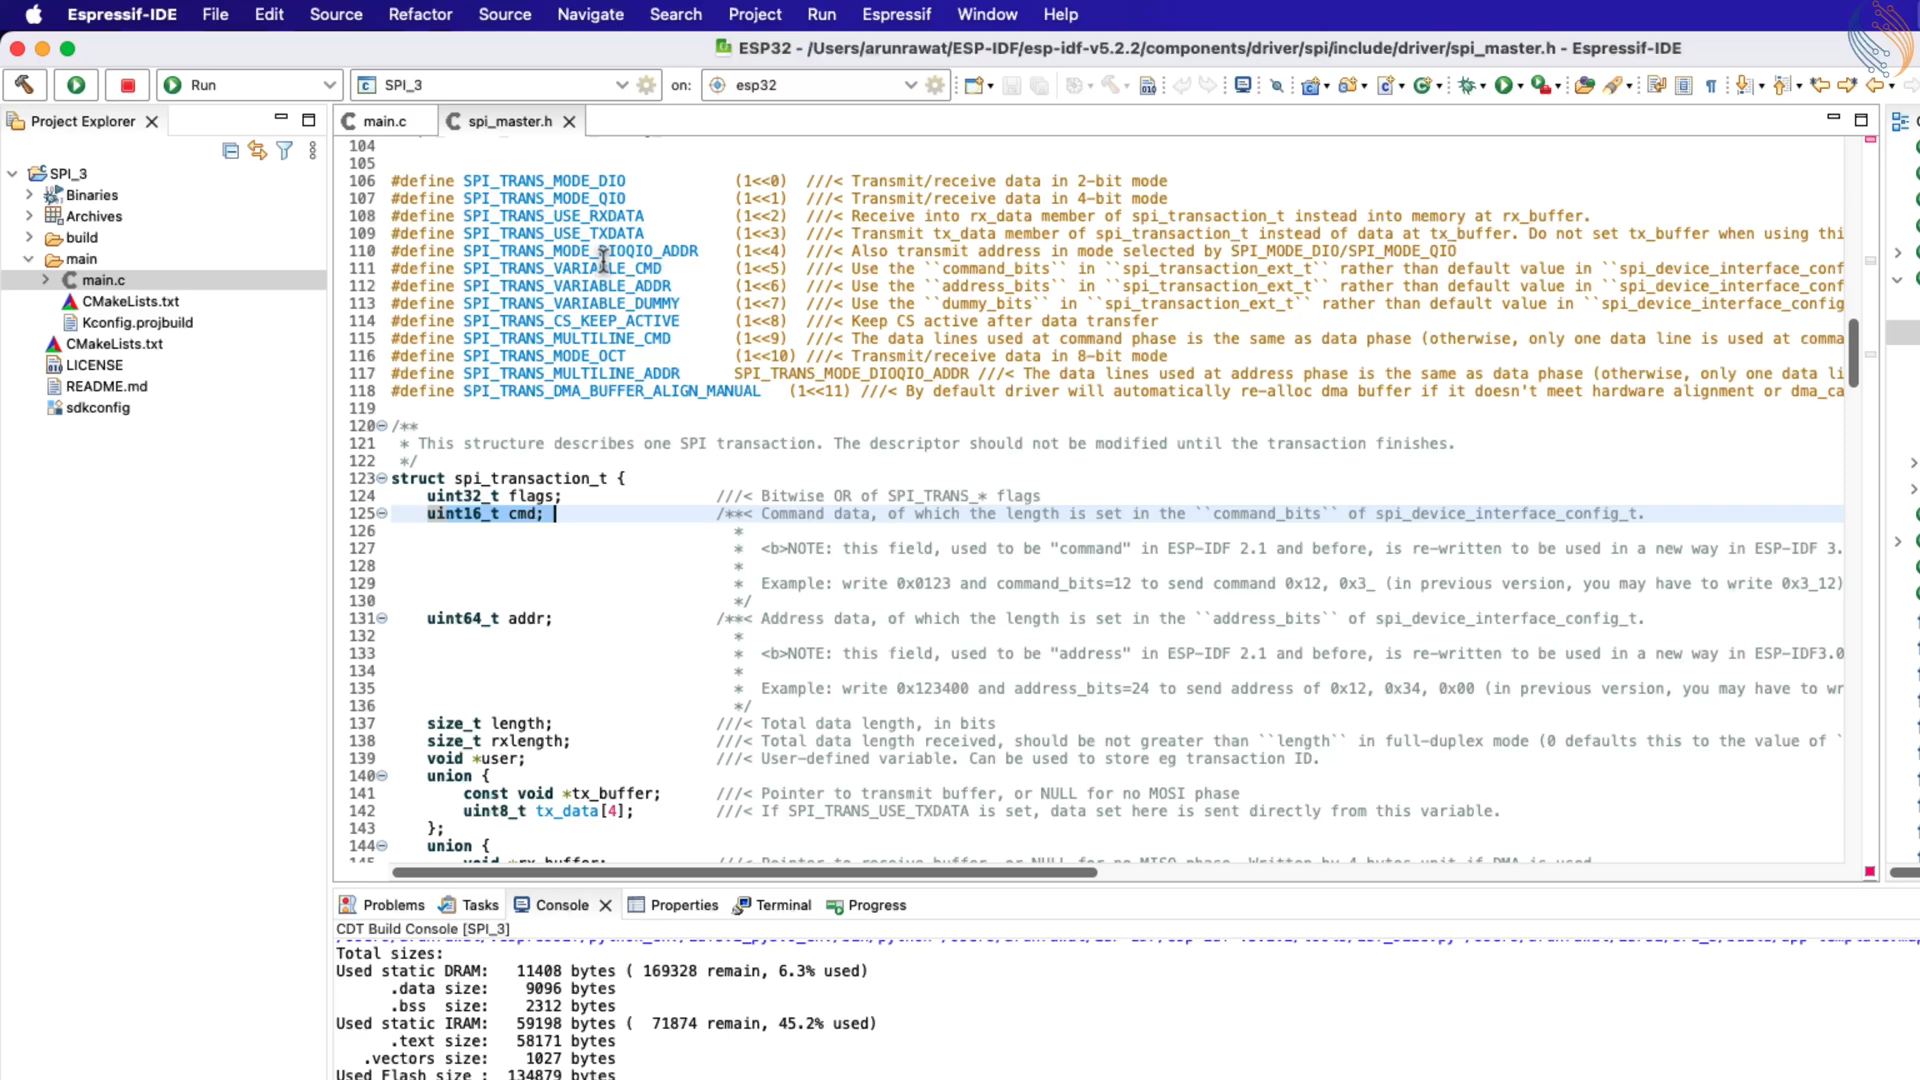 Espressif-IDE File Edit Source Refactor Source Navigate Search Project Run Espressif Window Help
ESP32 - /Users/arunrawat/ESP-IDF/esp-idf-v5.2.2/components/driver/spi/include/driver/spi_master.h - Espressif-IDE
Run SPI_3 on: esp32
Project Explorer
SPI_3
Binaries
Archives
build
main
main.c
CMakeLists.txt
Kconfig.projbuild
CMakeLists.txt
LICENSE
README.md
sdkconfig
main.c spi_master.h
104
105
106 #define SPI_TRANS_MODE_DIO (1<<0) ///< Transmit/receive data in 2-bit mode
107 #define SPI_TRANS_MODE_QIO (1<<1) ///< Transmit/receive data in 4-bit mode
108 #define SPI_TRANS_USE_RXDATA (1<<2) ///< Receive into rx_data member of spi_transaction_t instead into memory at rx_buffer.
109 #define SPI_TRANS_USE_TXDATA (1<<3) ///< Transmit tx_data member of spi_transaction_t instead of data at tx_buffer. Do not set tx_buffer when using thi
110 #define SPI_TRANS_MODE_DIOQIO_ADDR (1<<4) ///< Also transmit address in mode selected by SPI_MODE_DIO/SPI_MODE_QIO
111 #define SPI_TRANS_VARIABLE_CMD (1<<5) ///< Use the ``command_bits`` in ``spi_transaction_ext_t`` rather than default value in ``spi_device_interface_conf
112 #define SPI_TRANS_VARIABLE_ADDR (1<<6) ///< Use the ``address_bits`` in ``spi_transaction_ext_t`` rather than default value in ``spi_device_interface_conf
113 #define SPI_TRANS_VARIABLE_DUMMY (1<<7) ///< Use the ``dummy_bits`` in ``spi_transaction_ext_t`` rather than default value in ``spi_device_interface_config
114 #define SPI_TRANS_CS_KEEP_ACTIVE (1<<8) ///< Keep CS active after data transfer
115 #define SPI_TRANS_MULTILINE_CMD (1<<9) ///< The data lines used at command phase is the same as data phase (otherwise, only one data line is used at comma
116 #define SPI_TRANS_MODE_OCT (1<<10) ///< Transmit/receive data in 8-bit mode
117 #define SPI_TRANS_MULTILINE_ADDR SPI_TRANS_MODE_DIOQIO_ADDR ///< The data lines used at address phase is the same as data phase (otherwise, only one data li
118 #define SPI_TRANS_DMA_BUFFER_ALIGN_MANUAL (1<<11) ///< By default driver will automatically re-alloc dma buffer if it doesn't meet hardware alignment or dma_ca
119
120 /**
121 * This structure describes one SPI transaction. The descriptor should not be modified until the transaction finishes.
122 */
123 struct spi_transaction_t {
124 uint32_t flags; ///< Bitwise OR of SPI_TRANS_* flags
125 uint16_t cmd; /**< Command data, of which the length is set in the ``command_bits`` of spi_device_interface_config_t.
126 *
127 * <b>NOTE: this field, used to be "command" in ESP-IDF 2.1 and before, is re-written to be used in a new way in ESP-IDF 3.
128 *
129 * Example: write 0x0123 and command_bits=12 to send command 0x12, 0x3_ (in previous version, you may have to write 0x3_12)
130 */
131 uint64_t addr; /**< Address data, of which the length is set in the ``address_bits`` of spi_device_interface_config_t.
132 *
133 * <b>NOTE: this field, used to be "address" in ESP-IDF 2.1 and before, is re-written to be used in a new way in ESP-IDF3.0
134 *
135 * Example: write 0x123400 and address_bits=24 to send address of 0x12, 0x34, 0x00 (in previous version, you may have to wr
136 */
137 size_t length; ///< Total data length, in bits
138 size_t rxlength; ///< Total data length received, should be not greater than ``length`` in full-duplex mode (0 defaults this to the value of `
139 void *user; ///< User-defined variable. Can be used to store eg transaction ID.
140 union {
141 const void *tx_buffer; ///< Pointer to transmit buffer, or NULL for no MOSI phase
142 uint8_t tx_data[4]; ///< If SPI_TRANS_USE_TXDATA is set, data set here is sent directly from this variable.
143 };
144 union {
145 void *rx_buffer; ///< Pointer to receive buffer, or NULL for no MISO phase. Written by 4 bytes-unit if DMA is used
Problems Tasks Console Properties Terminal Progress
CDT Build Console [SPI_3]
Total sizes:
Used static DRAM: 11408 bytes ( 169328 remain, 6.3% used)
.data size: 9096 bytes
.bss size: 2312 bytes
Used static IRAM: 59198 bytes ( 71874 remain, 45.2% used)
.text size: 58171 bytes
.vectors size: 1027 bytes
Used Flash size : 134879 bytes